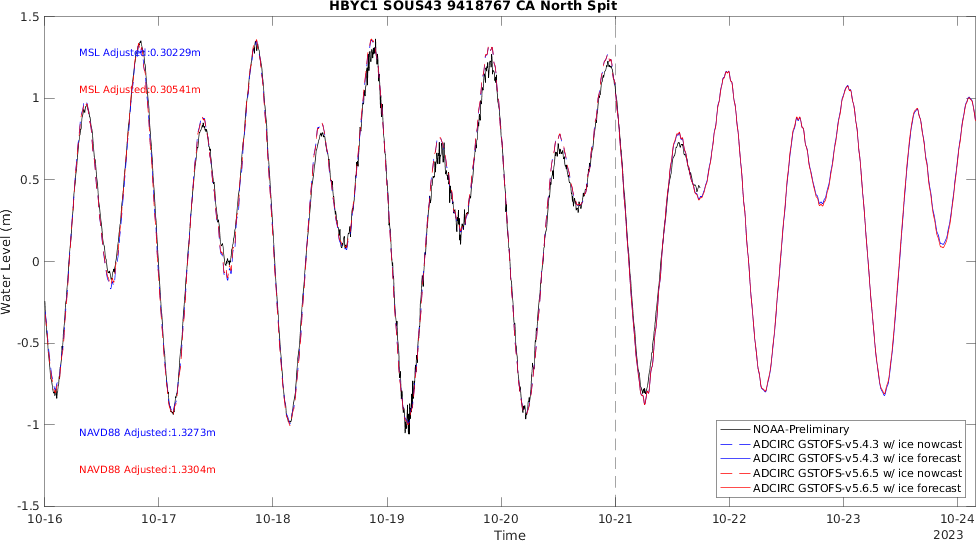 HBYC1 SOUS43 9418767 CA North Spit
1.5
MSL Adjusted:0.30229m
1
MSL Adjusted:0.30541m
0.5
Water Level (m)
0
-0.5
-1
NAVD88 Adjusted:1.3273m
NAVD88 Adjusted:1.3304m
NOAA-Preliminary
ADCIRC GSTOFS-v5.4.3 w/ ice nowcast
ADCIRC GSTOFS-v5.4.3 w/ ice forecast
ADCIRC GSTOFS-v5.6.5 w/ ice nowcast
ADCIRC GSTOFS-v5.6.5 w/ ice forecast
-1.5
10-16 10-17 10-18 10-19 10-20 10-21 10-22 10-23 10-24
Time
2023